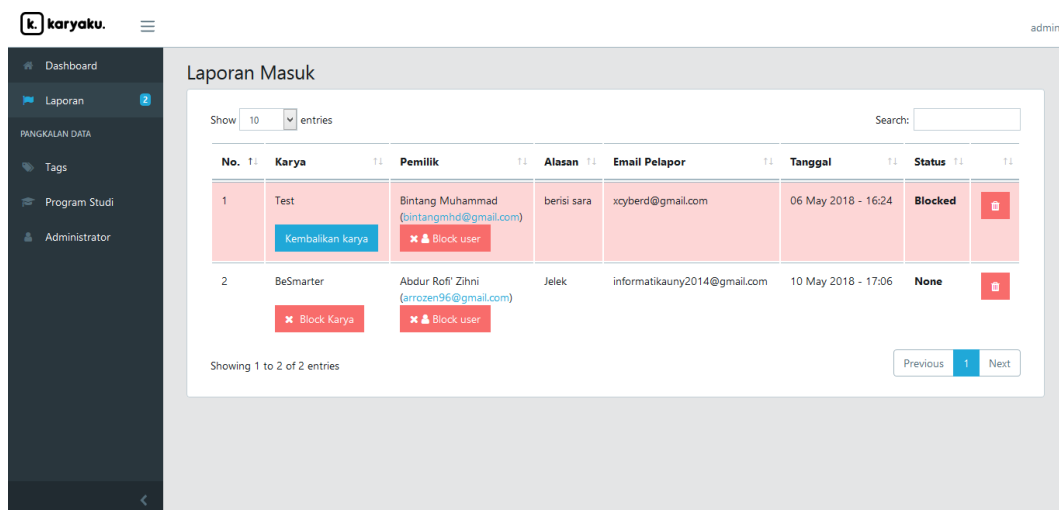 k. karyaku.
admin
Dashboard
Laporan 2
PANGKALAN DATA
Tags
Program Studi
Administrator
Laporan Masuk
Show 10 entries Search:
No. Karya Pemilik Alasan Email Pelapor Tanggal Status
1 Test Bintang Muhammad berisi sara xcyberd@gmail.com 06 May 2018 - 16:24 Blocked
(bintangmhd@gmail.com)
Kembalikan karya Block user
2 BeSmarter Abdur Rofi' Zihni Jelek informatikauny2014@gmail.com 10 May 2018 - 17:06 None
(arrozen96@gmail.com)
Block Karya Block user
Showing 1 to 2 of 2 entries Previous 1 Next